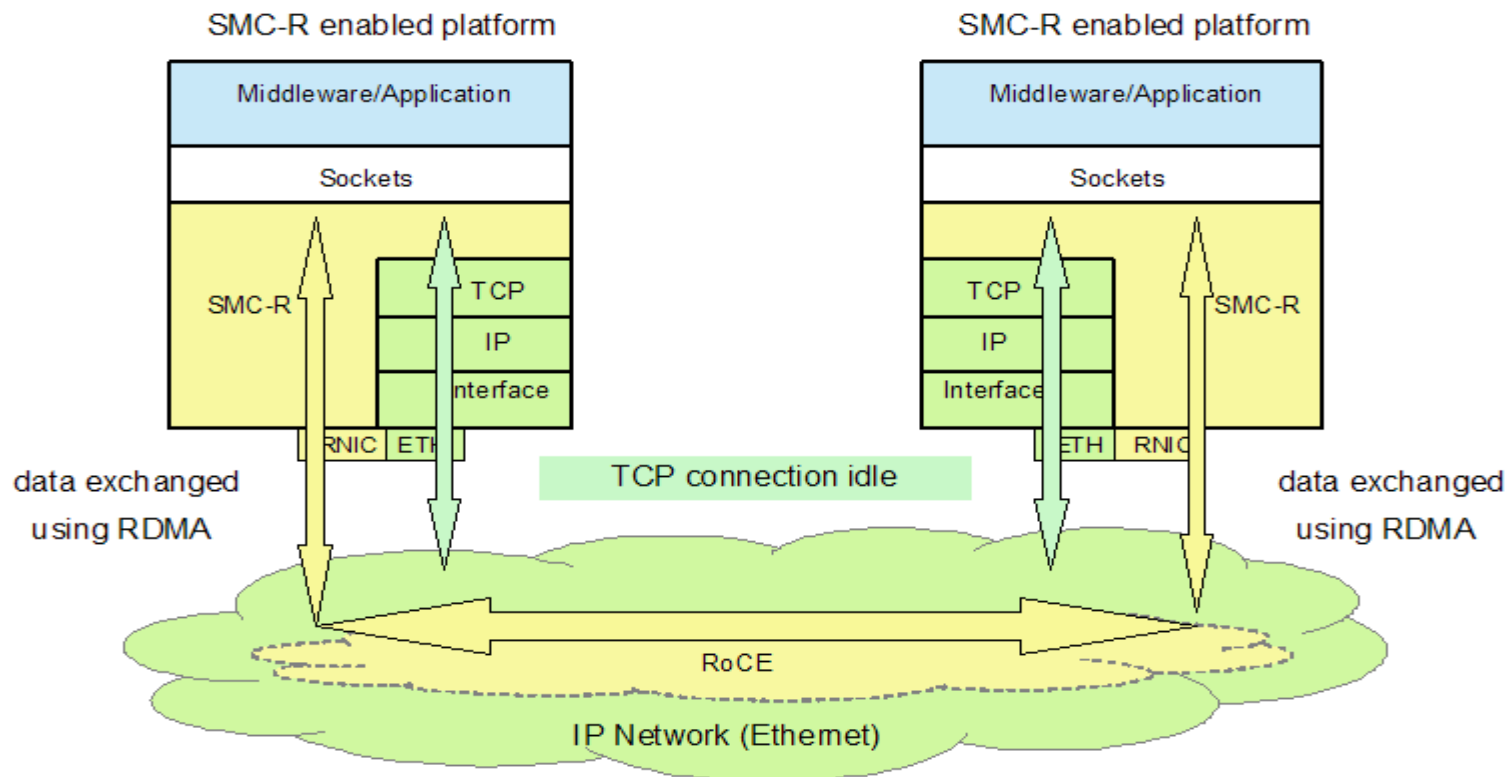 SMC-R enabled platform
SMC-R enabled platform
Middleware/Application
Middleware/Application
Sockets
Sockets
SMC-R
TCP
IP
Interface
TCP
IP
Interface
SMC-R
RNIC
ETH
ETH
RNIC
TCP connection idle
data exchanged
using RDMA
data exchanged
using RDMA
RoCE
IP Network (Ethernet)